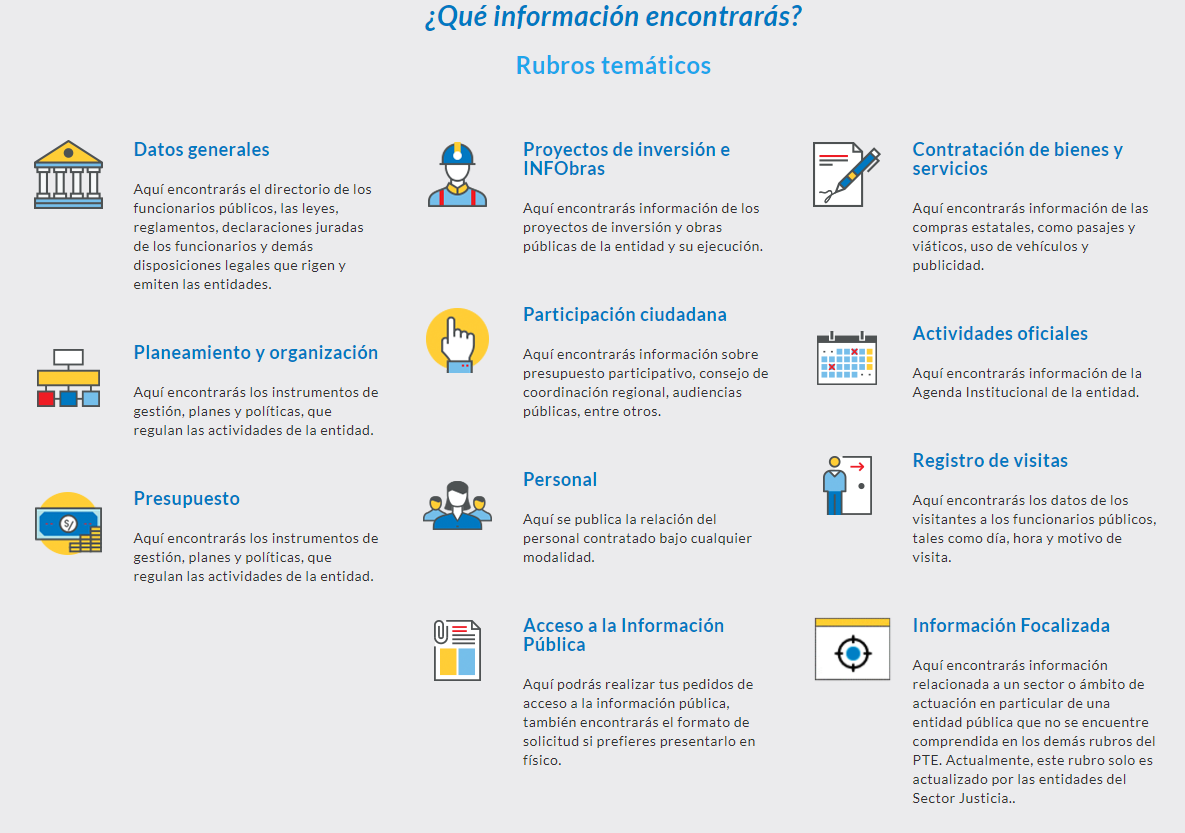 ¿Qué información encontrarás?
Rubros temáticos
Datos generales
Aquí encontrarás el directorio de los
funcionarios públicos, las leyes,
reglamentos, declaraciones juradas
de los funcionarios y demás
disposiciones legales que rigen y
emiten las entidades.
Planeamiento y organización
Aquí encontrarás los instrumentos de
gestión, planes y políticas, que
regulan las actividades de la entidad.
S/
Presupuesto
Aquí encontrarás los instrumentos de
gestión, planes y políticas, que
regulan las actividades de la entidad.
Proyectos de inversión e
INFObras
Aquí encontrarás información de los
proyectos de inversión y obras
públicas de la entidad y su ejecución.
Participación ciudadana
Aquí encontrarás información sobre
presupuesto participativo, consejo de
coordinación regional, audiencias
públicas, entre otros.
Personal
Aquí se publica la relación del
personal contratado bajo cualquier
modalidad.
Acceso a la Información
Pública
Aquí podrás realizar tus pedidos de
acceso a la información pública,
también encontrarás el formato de
solicitud si prefieres presentarlo en
físico.
Contratación de bienes y
servicios
Aquí encontrarás información de las
compras estatales, como pasajes y
viáticos, uso de vehículos y
publicidad.
Actividades oficiales
Aquí encontrarás información de la
Agenda Institucional de la entidad.
Registro de visitas
Aquí encontrarás los datos de los
visitantes a los funcionarios públicos,
tales como día, hora y motivo de
visita.
Información Focalizada
Aquí encontrarás información
relacionada a un sector o ámbito de
actuación en particular de una
entidad pública que no se encuentre
comprendida en los demás rubros del
PTE. Actualmente, este rubro solo es
actualizado por las entidades del
Sector Justicia..